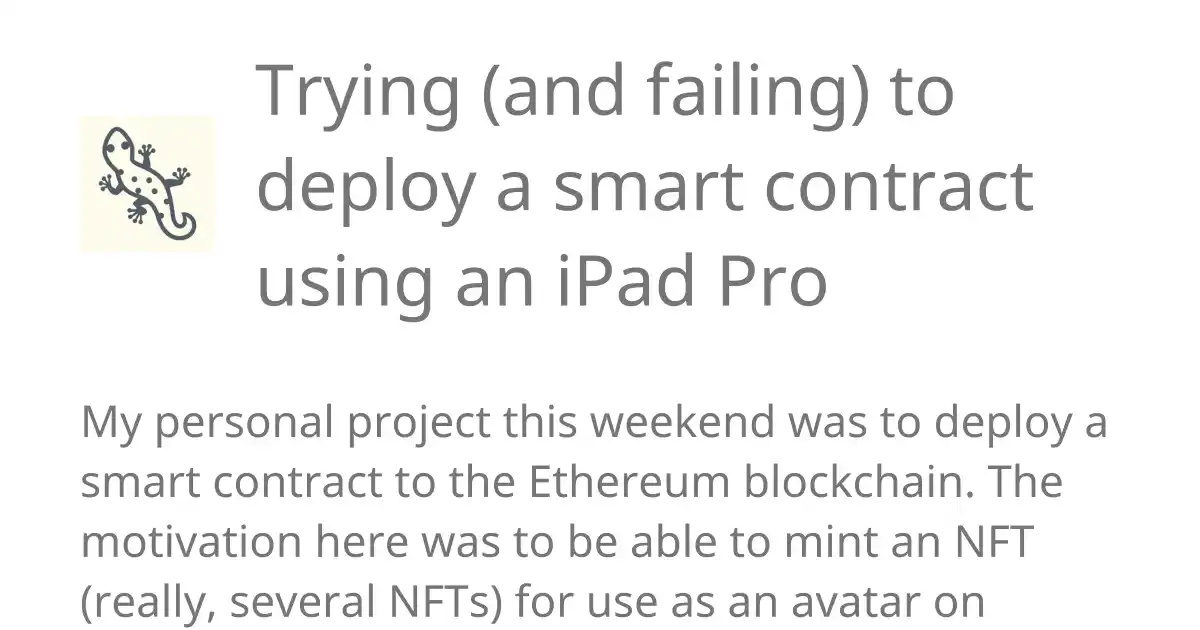 Trying (and failing) to
deploy a smart contract
using an iPad Pro
My personal project this weekend was to deploy a
smart contract to the Ethereum blockchain. The
motivation here was to be able to mint an NFT
(really, several NFTs) for use as an avatar on